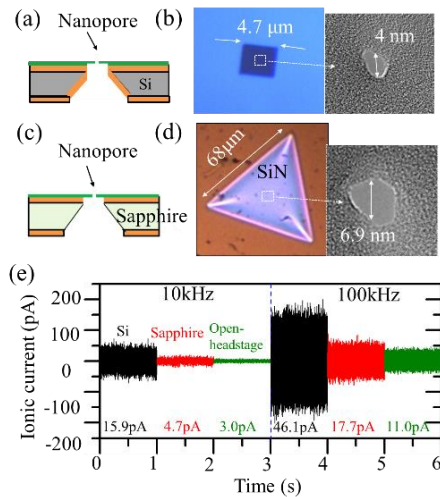 (a)
Nanopore
Si
(b)
4.7 μm
4 nm
(c)
Nanopore
Sapphire
(d)
68μm
SiN
6.9 nm
(e)
Ionic current (pA)
200
100
0
-100
-200
10kHz
100kHz
Si
Sapphire
Open-
headstage
15.9pA
4.7pA
3.0pA
46.1pA
17.7pA
11.0pA
0 1 2 3 4 5 6
Time (s)